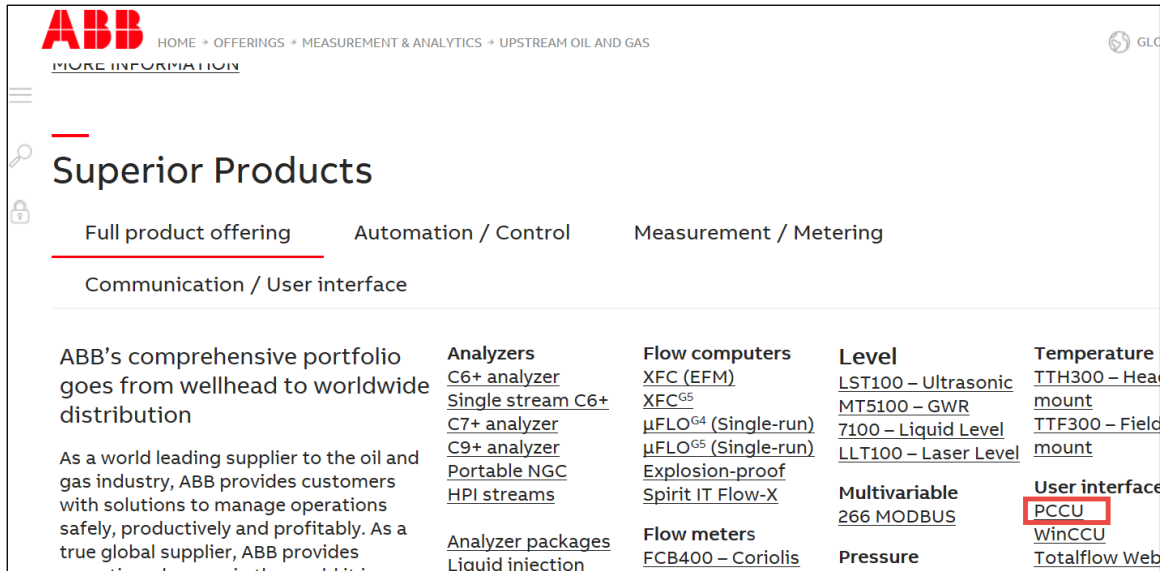 ABB
HOME → OFFERINGS → MEASUREMENT & ANALYTICS → UPSTREAM OIL AND GAS
MORE INFORMATION
Superior Products
Full product offering
Automation / Control
Measurement / Metering
Communication / User interface
ABB's comprehensive portfolio
goes from wellhead to worldwide
distribution
As a world leading supplier to the oil and
gas industry, ABB provides customers
with solutions to manage operations
safely, productively and profitably. As a
true global supplier, ABB provides
Analyzers
C6+ analyzer
Single stream C6+
C7+ analyzer
C9+ analyzer
Portable NGC
HPI streams
Analyzer packages
Liquid injection
Flow computers
XFC (EFM)
XFCG5
µFLOG4 (Single-run)
µFLOG5 (Single-run)
Explosion-proof
Spirit IT Flow-X
Flow meters
FCB400 – Coriolis
Level
LST100 – Ultrasonic
MT5100 – GWR
7100 – Liquid Level
LLT100 – Laser Level
Multivariable
266 MODBUS
Pressure
Temperature
TTH300 –
mount
TTF300 – Field
mount
User interface
PCCU
WinCCU
Totalflow Web